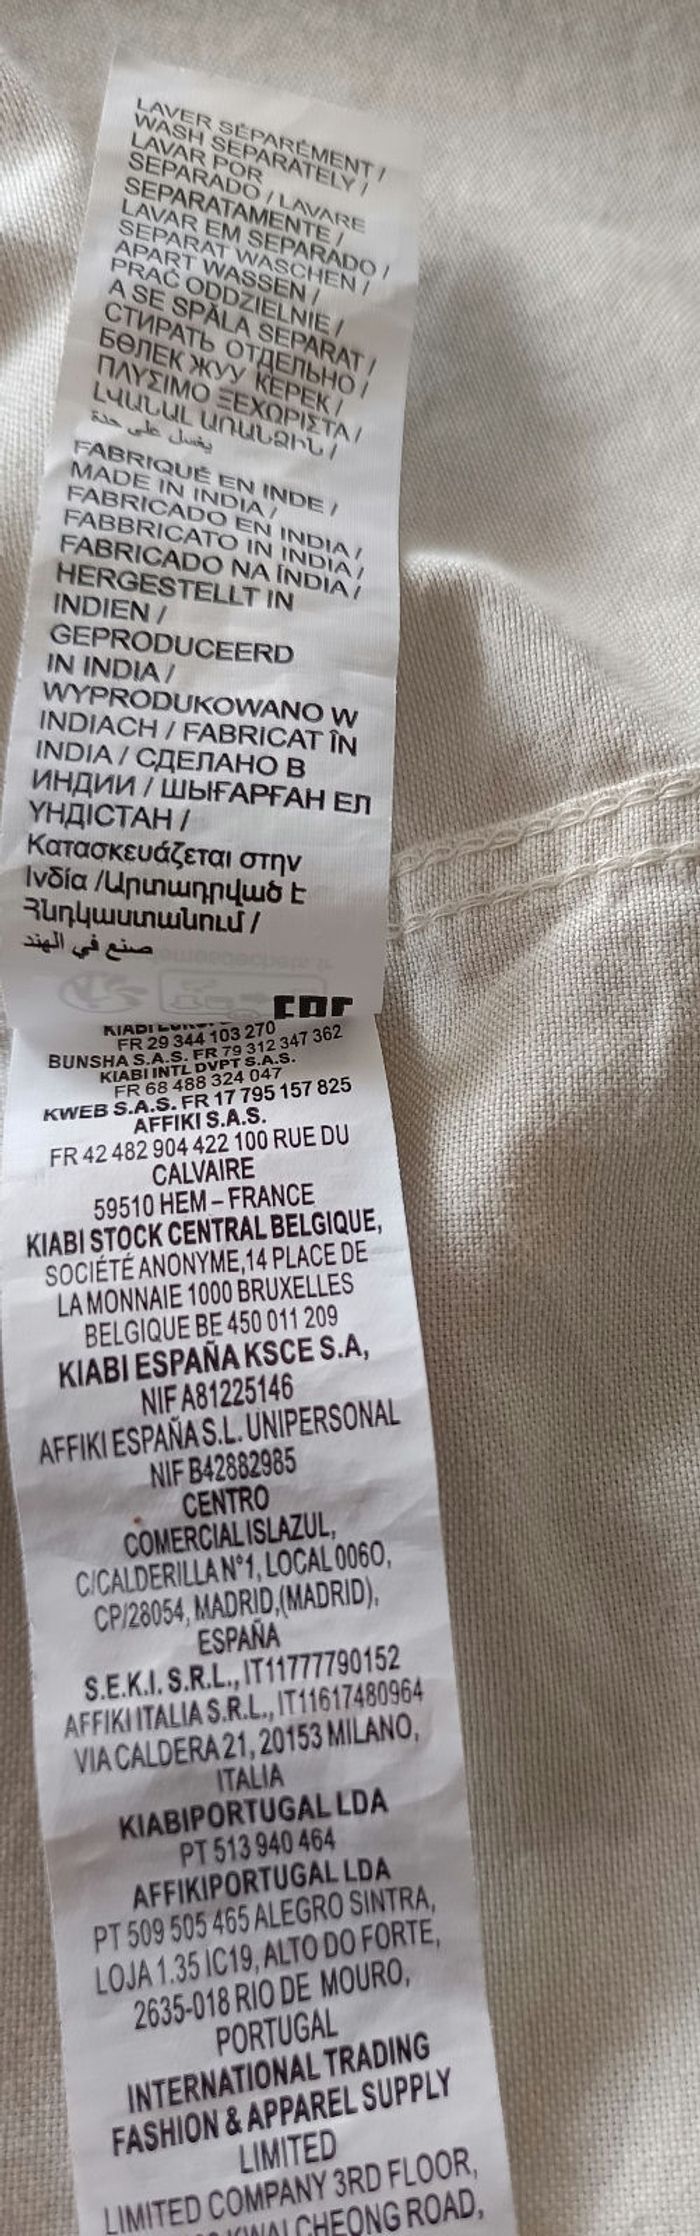 LAVER SÉPARÉMENT /
WASH SEPARATELY /
LAVAR POR
SEPARADO / LAVARE
SEPARATAMENTE /
LAVAR EM SEPARADO /
SEPARAT WASCHEN /
APART WASSEN /
PRAĆ ODDZIELNIE /
A SE SPĂLA SEPARAT /
СТИРАТЬ ОТДЕЛЬНО /
БӨЛЕК ЖУУ КЕРЕК /
ΠΛΥΣΙΜΟ ΞΕΧΩΡΙΣΤΑ /
ԼՎԱՆԱԼ ԱՌԱՆՁԻՆ /
يغسل على حدة
FABRIQUÉ EN INDE /
MADE IN INDIA /
FABRICADO EN INDIA /
FABBRICATO IN INDIA /
FABRICADO NA ÍNDIA /
HERGESTELLT IN
INDIEN /
GEPRODUCEERD
IN INDIA /
WYPRODUKOWANO W
INDIACH / FABRICAT ÎN
INDIA / СДЕЛАНО В
ИНДИИ / ШЫҒАРҒАН ЕЛ
ҮНДІСТАН /
Κατασκευάζεται στην
Ινδία /Արտադրված է
Հնդկաստանում /
صنع في الهند
FR 29 344 103 270
BUNSHA S.A.S. FR 79 312 347 362
KIABI INTL DVPT S.A.S.
FR 68 488 324 047
KWEB S.A.S. FR 17 795 157 825
AFFIKI S.A.S.
FR 42 482 904 422 100 RUE DU
CALVAIRE
59510 HEM – FRANCE
KIABI STOCK CENTRAL BELGIQUE,
SOCIÉTÉ ANONYME,14 PLACE DE
LA MONNAIE 1000 BRUXELLES
BELGIQUE BE 450 011 209
KIABI ESPAÑA KSCE S.A,
NIF A81225146
AFFIKI ESPAÑA S.L. UNIPERSONAL
NIF B42882985
CENTRO
COMERCIAL ISLAZUL,
C/CALDERILLA N°1, LOCAL 0060,
CP/28054, MADRID,(MADRID),
ESPAÑA
S.E.K.I. S.R.L., IT11777790152
AFFIKI ITALIA S.R.L., IT11617480964
VIA CALDERA 21, 20153 MILANO,
ITALIA
KIABI PORTUGAL LDA
PT 513 940 464
AFFIKI PORTUGAL LDA
PT 509 505 465 ALEGRO SINTRA,
LOJA 1.35 IC19, ALTO DO FORTE,
2635-018 RIO DE MOURO,
PORTUGAL
INTERNATIONAL TRADING
FASHION & APPAREL SUPPLY
LIMITED
LIMITED COMPANY 3RD FLOOR,
KWAI CHEONG ROAD,